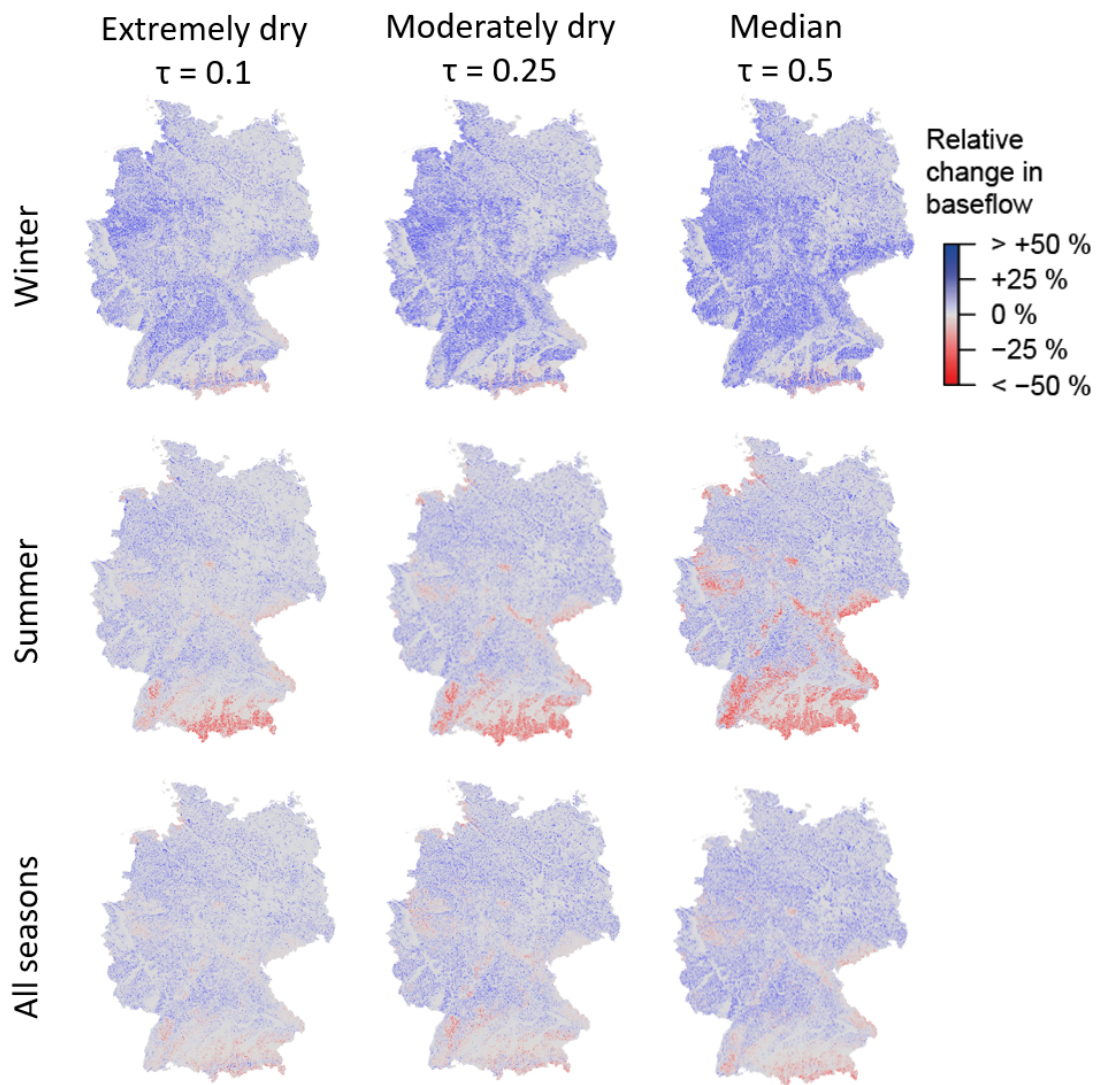 Extremely dry
τ = 0.1
Moderately dry
τ = 0.25
Median
τ = 0.5
Relative
change in
baseflow
> +50 %
+25 %
0 %
−25 %
< −50 %
Winter
Summer
All seasons